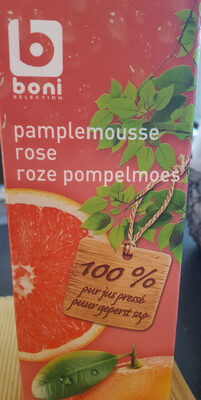 b
boni
SELECTION
pamplemousse
rose
roze pompelmoes
100 %
pur jus pressé
puur geperst sap